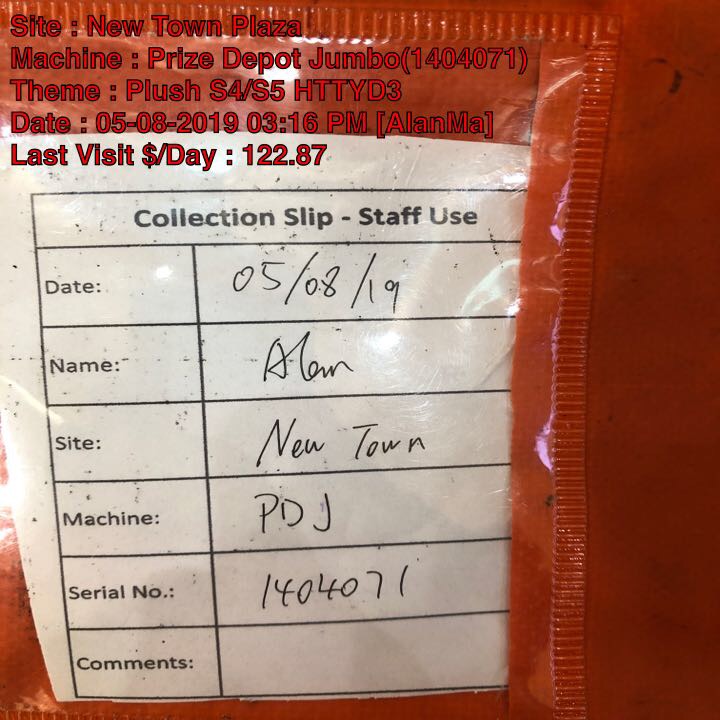 Site : New Town Plaza
Machine : Prize Depot Jumbo(1404071)
Theme : Plush S4/S5 HTTYD3
Date : 05-08-2019 03:16 PM [AlanMa]
Last Visit $/Day : 122.87
Collection Slip - Staff Use
Date: 05/08/19
Name: Alan
Site: New Town
Machine: PDJ
Serial No.: 1404071
Comments: